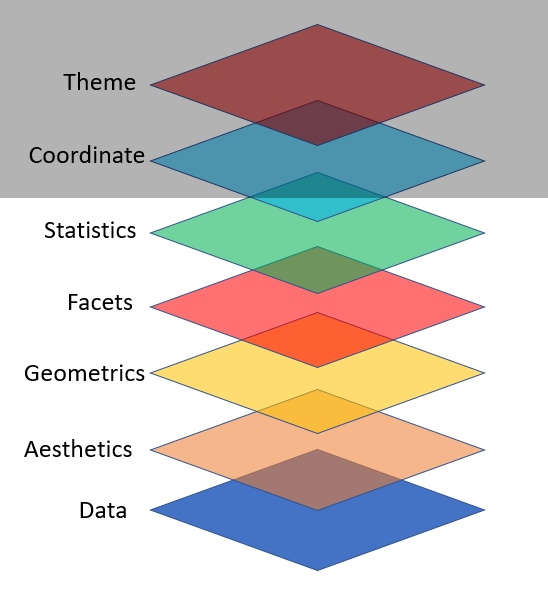 Theme
Coordinate
Statistics
Facets
Geometrics
Aesthetics
Data